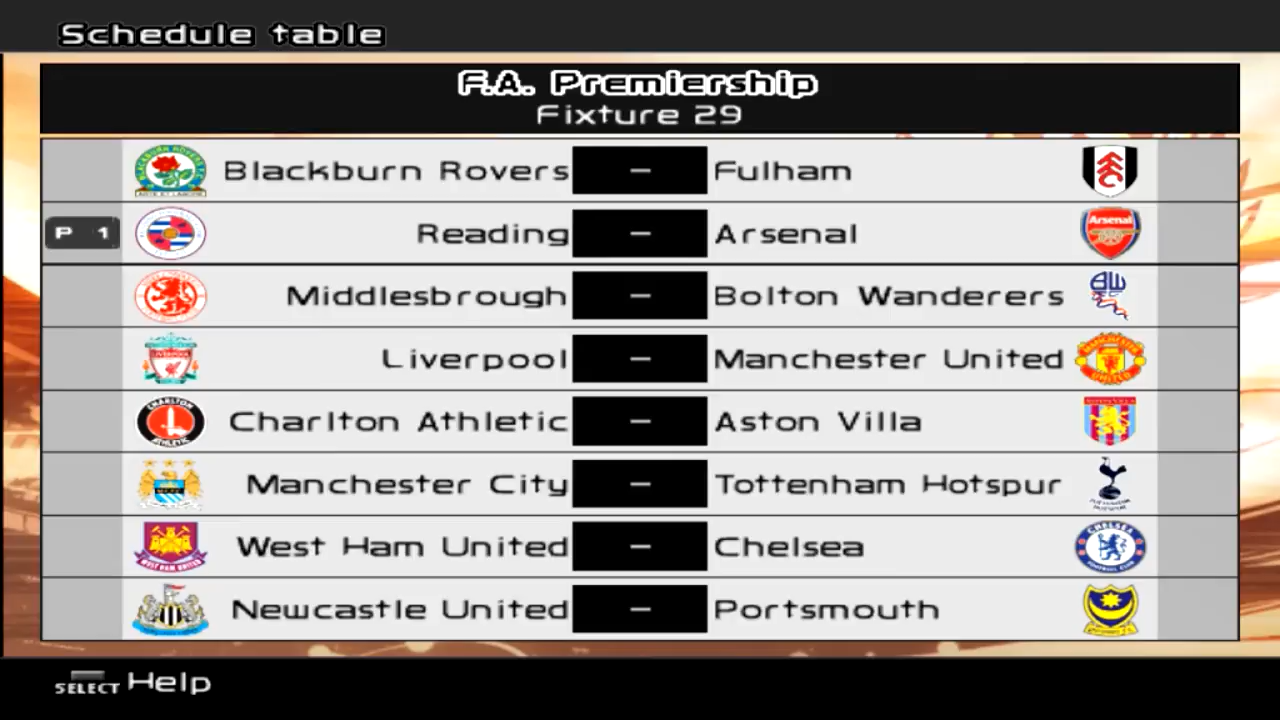 Schedule table
F.A. Premiership
Fixture 29
Blackburn Rovers - Fulham
P 1 Reading - Arsenal
Middlesbrough - Bolton Wanderers
Liverpool - Manchester United
Charlton Athletic - Aston Villa
Manchester City - Tottenham Hotspur
West Ham United - Chelsea
Newcastle United - Portsmouth
SELECT Help